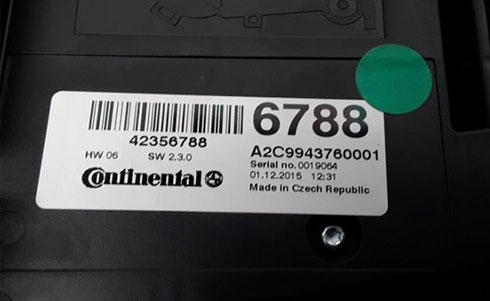 42356788
HW 06 SW 2.3.0
Continental
6788
A2C9943760001
Serial no. 0019064
01.12.2015 12:31
Made in Czech Republic